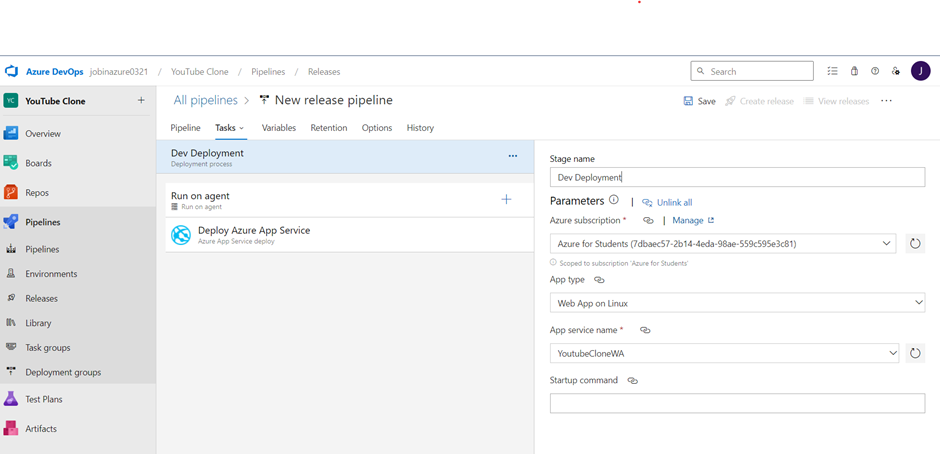 Azure DevOps jobinazure0321 / YouTube Clone / Pipelines / Releases Search J
YC YouTube Clone +
All pipelines > New release pipeline
Save Create release View releases ...
Pipeline Tasks Variables Retention Options History
Overview
Boards
Repos
Pipelines
Pipelines
Environments
Releases
Library
Task groups
Deployment groups
Test Plans
Artifacts
Dev Deployment ...
Deployment process
Run on agent +
Run on agent
Deploy Azure App Service
Azure App Service deploy
Stage name
Dev Deployment
Parameters | Unlink all
Azure subscription * | Manage
Azure for Students (7dbaec57-2b14-4eda-98ae-559c595e3c81)
Scoped to subscription 'Azure for Students'
App type
Web App on Linux
App service name *
YoutubeCloneWA
Startup command